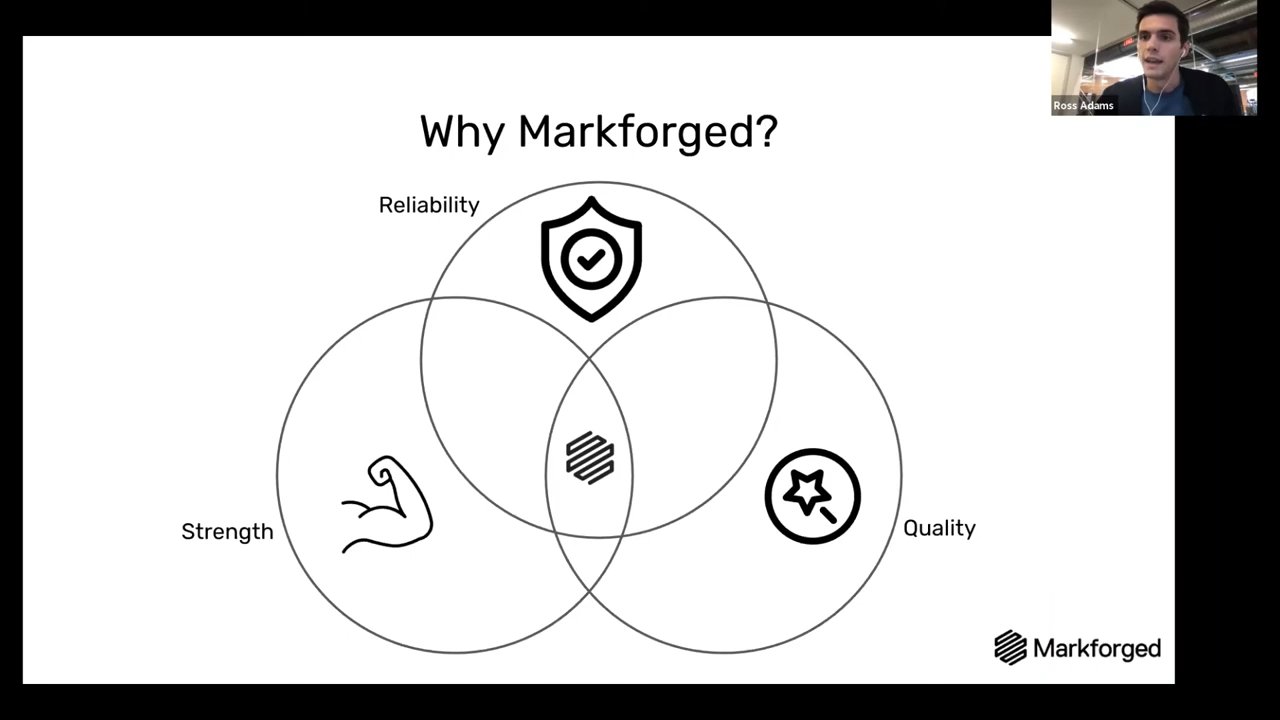 Ross Adams
Why Markforged?
Reliability
Strength
Quality
Markforged